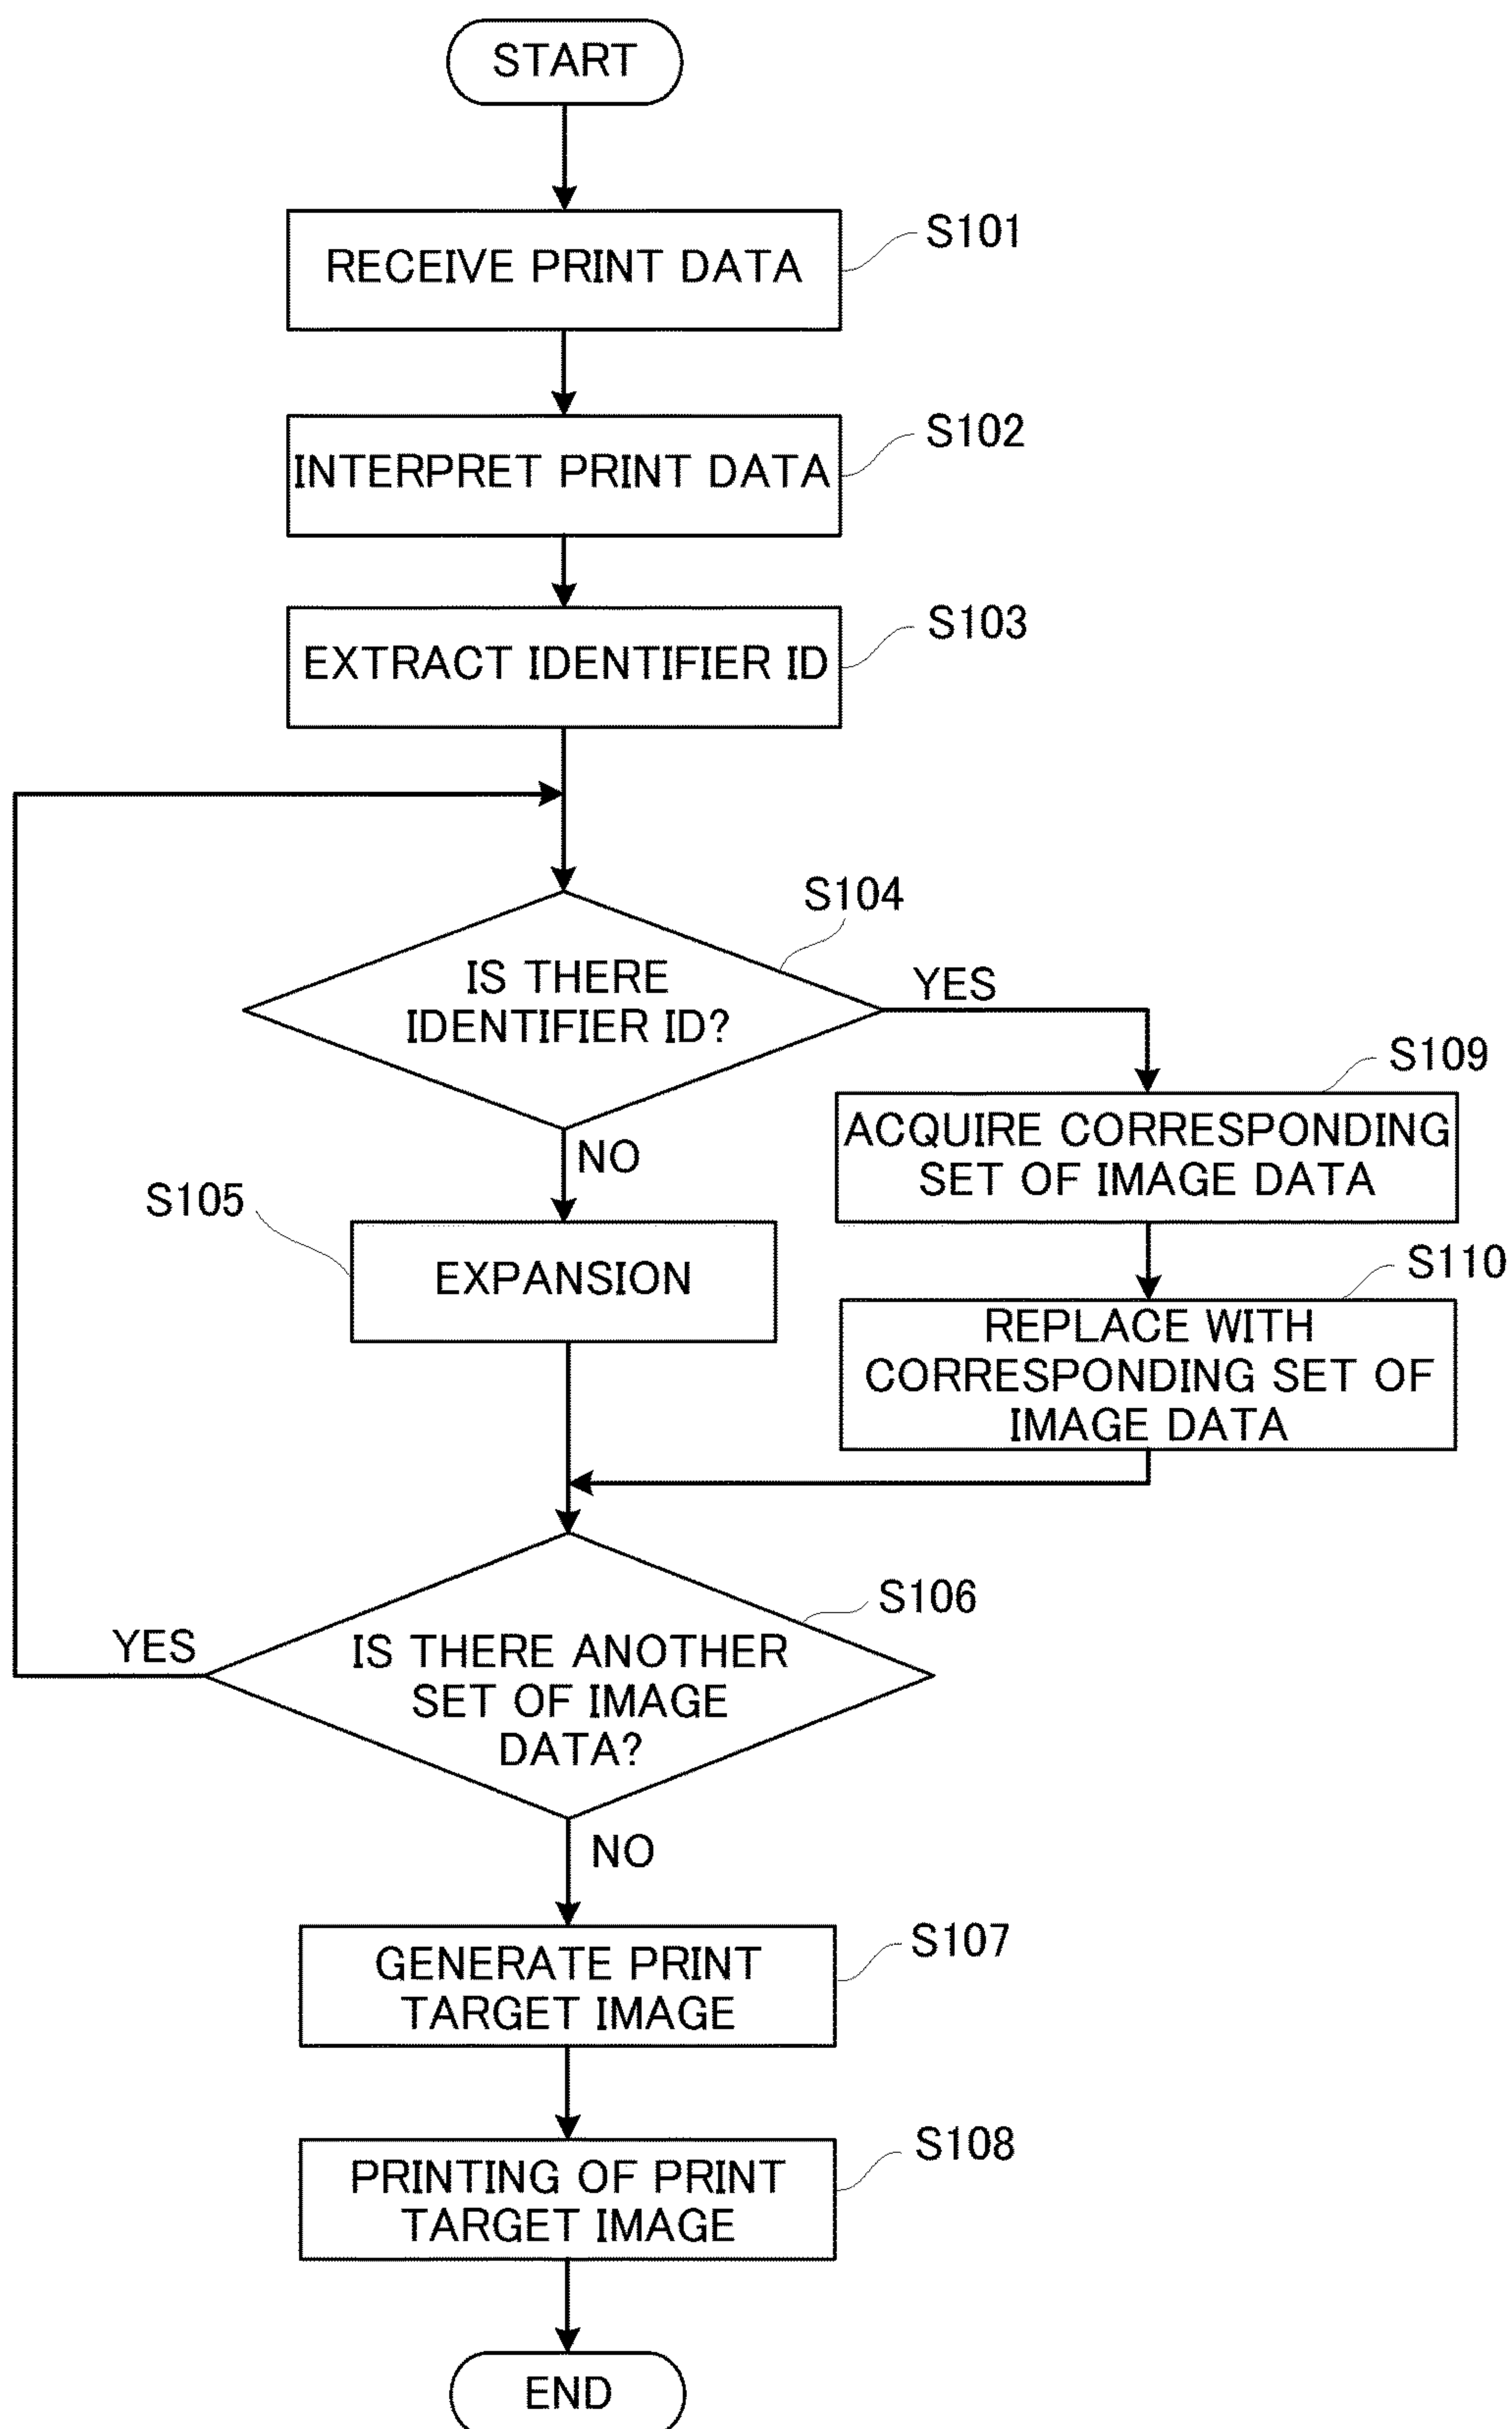 START
RECEIVE PRINT DATA
S101
INTERPRET PRINT DATA
S102
EXTRACT IDENTIFIER ID
S103
S104
IS THERE
IDENTIFIER ID?
YES
NO
S109
ACQUIRE CORRESPONDING
SET OF IMAGE DATA
S105
EXPANSION
S110
REPLACE WITH
CORRESPONDING SET OF
IMAGE DATA
S106
YES
IS THERE ANOTHER
SET OF IMAGE
DATA?
NO
GENERATE PRINT
TARGET IMAGE
S107
PRINTING OF PRINT
TARGET IMAGE
S108
END